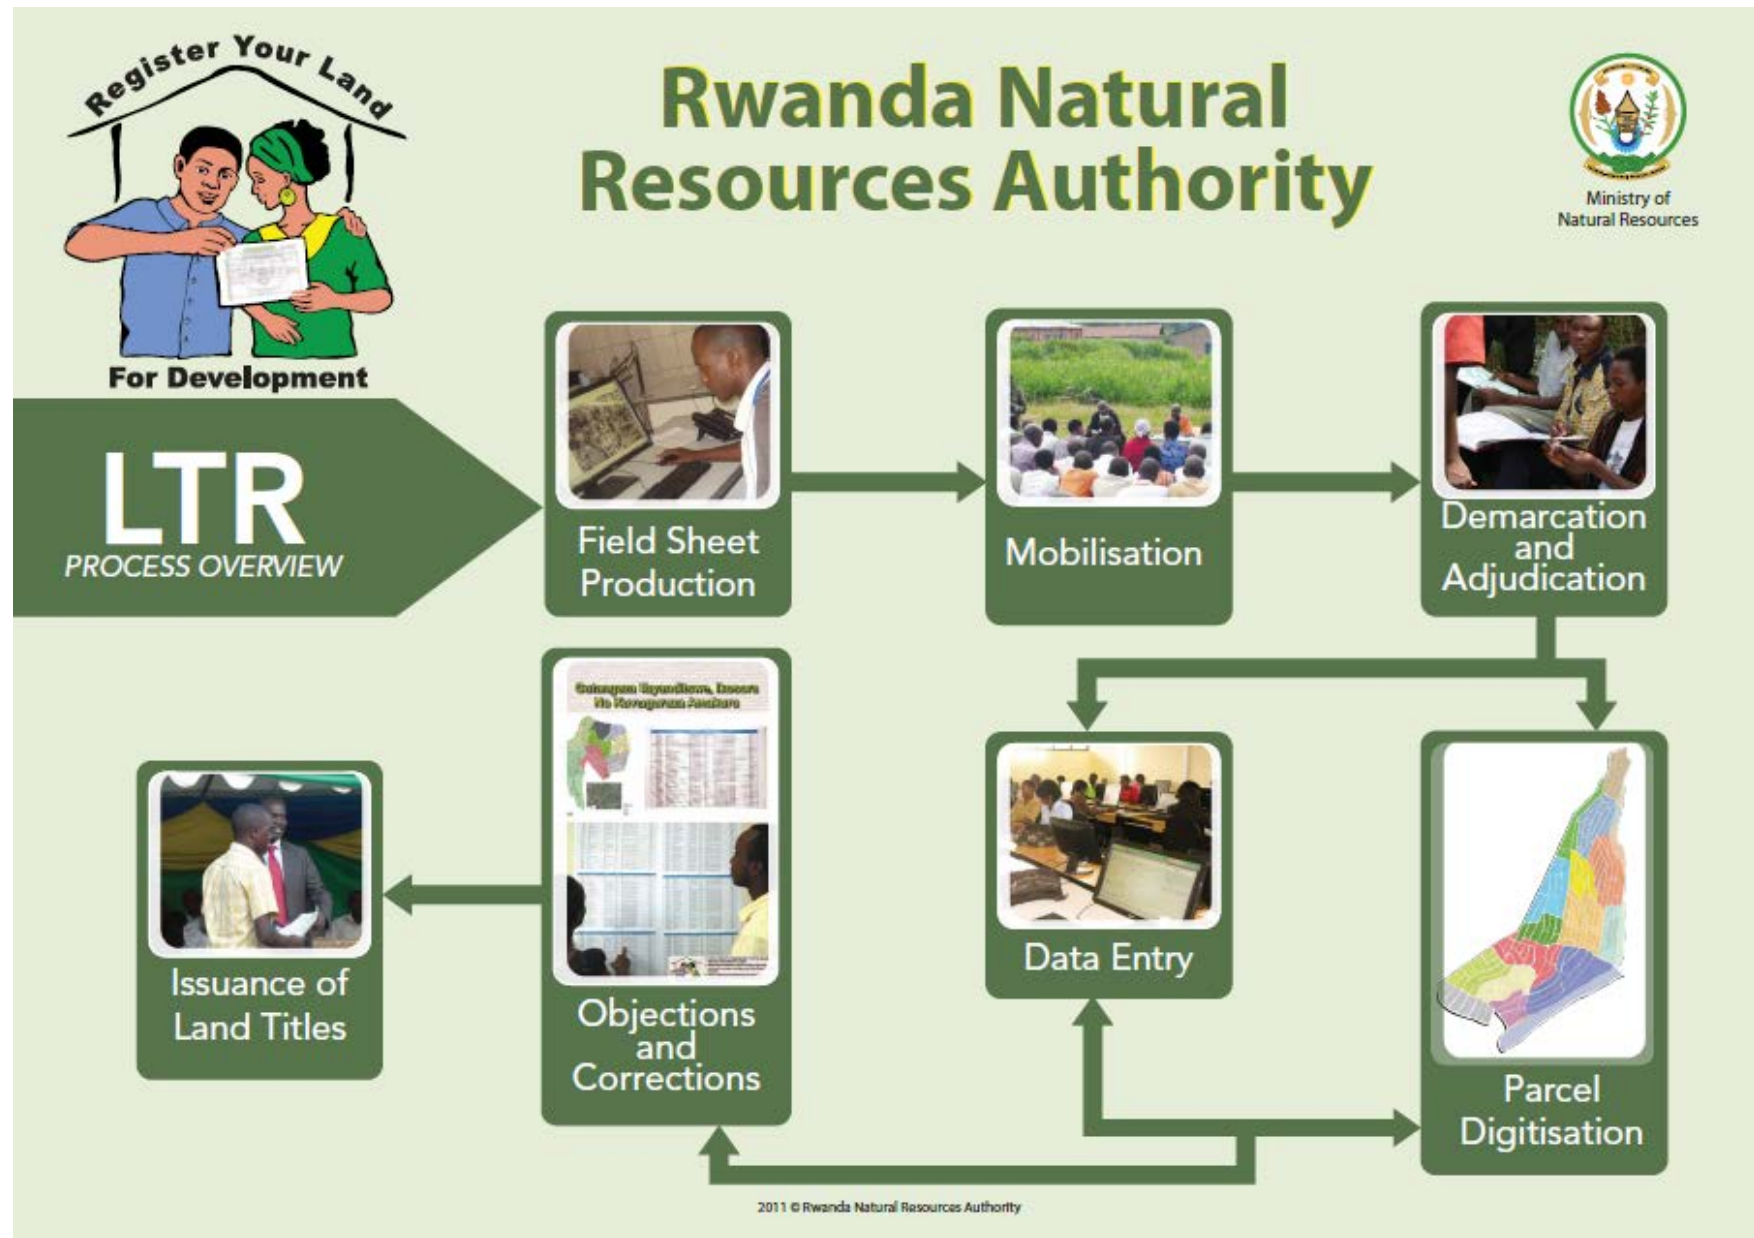 Register Your Land
For Development
Rwanda Natural
Resources Authority
Ministry of
Natural Resources
LTR
PROCESS OVERVIEW
Field Sheet
Production
Mobilisation
Demarcation
and
Adjudication
Data Entry
Parcel
Digitisation
Objections
and
Corrections
Issuance of
Land Titles
2011 © Rwanda Natural Resources Authority